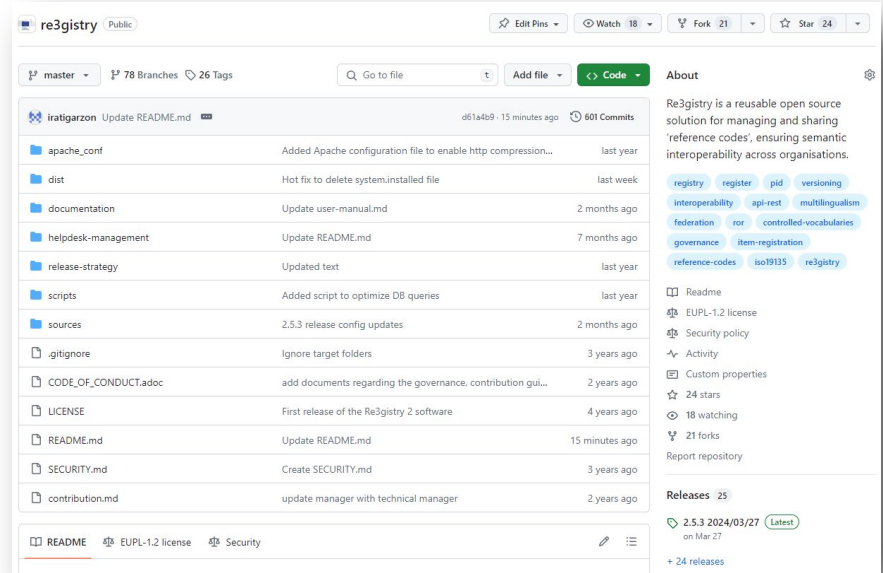 re3gistry Public
Edit Pins Watch 18 Fork 21 Star 24
master 78 Branches 26 Tags
Go to file t Add file Code
iratigarzon Update README.md d61a4b9 · 15 minutes ago 601 Commits
apache_conf Added Apache configuration file to enable http compression... last year
dist Hot fix to delete system.installed file last week
documentation Update user-manual.md 2 months ago
helpdesk-management Update README.md 7 months ago
release-strategy Updated text last year
scripts Added script to optimize DB queries last year
sources 2.5.3 release config updates 2 months ago
.gitignore Ignore target folders 3 years ago
CODE_OF_CONDUCT.adoc add documents regarding the governance, contribution gui... 2 years ago
LICENSE First release of the Re3gistry 2 software 4 years ago
README.md Update README.md 15 minutes ago
SECURITY.md Create SECURITY.md 3 years ago
contribution.md update manager with technical manager 2 years ago
README EUPL-1.2 license Security
About
Re3gistry is a reusable open source
solution for managing and sharing
'reference codes', ensuring semantic
interoperability across organisations.
registry register pid versioning
interoperability api-rest multilingualism
federation ror controlled-vocabularies
governance item-registration
reference-codes iso19135 re3gistry
Readme
EUPL-1.2 license
Security policy
Activity
Custom properties
24 stars
18 watching
21 forks
Report repository
Releases 25
2.5.3 2024/03/27 Latest
on Mar 27
+ 24 releases